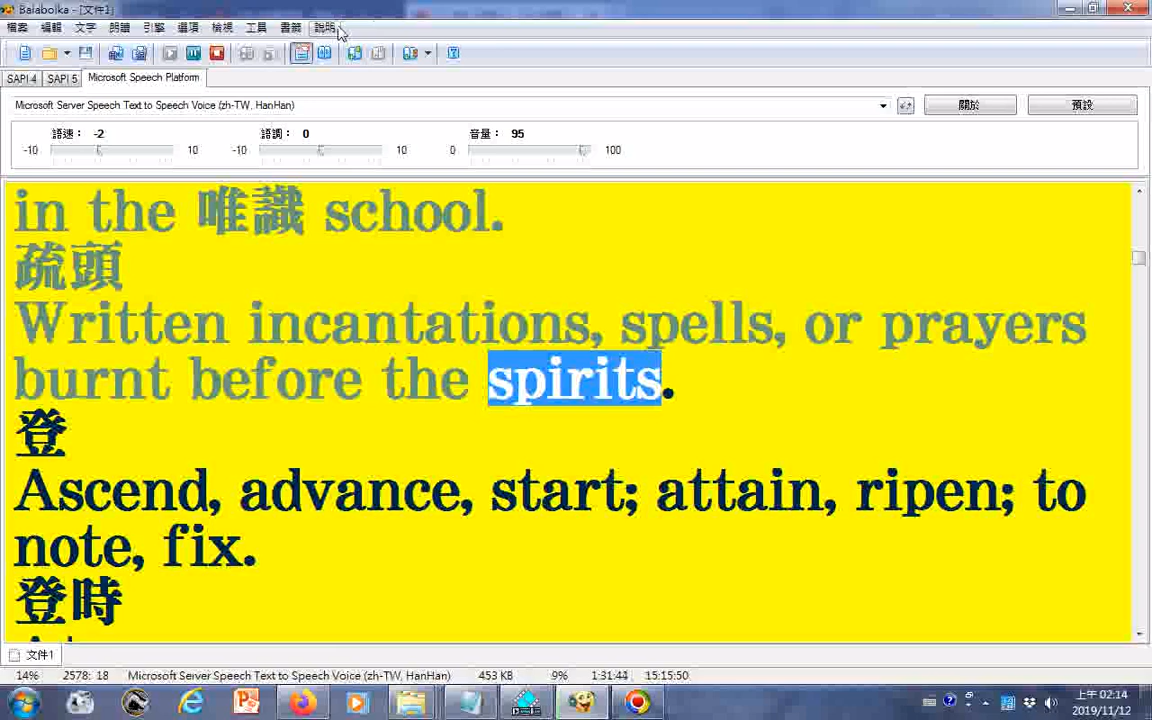 Balabolka - [文件1]
檔案 編輯 文字 朗讀 引擎 選項 檢視 工具 書籤 說明
SAPI 4 SAPI 5 Microsoft Speech Platform
Microsoft Server Speech Text to Speech Voice (zh-TW, HanHan) 關於 預設
語速： -2 語調： 0 音量： 95
-10 10 -10 10 0 100
in the 唯識 school.
疏頭
Written incantations, spells, or prayers
burnt before the spirits.
登
Ascend, advance, start; attain, ripen; to
note, fix.
登時
文件1
14% 2578: 18 Microsoft Server Speech Text to Speech Voice (zh-TW, HanHan) 453 KB 9% 1:31:44 15:15:50
上午 02:14
2019/11/12